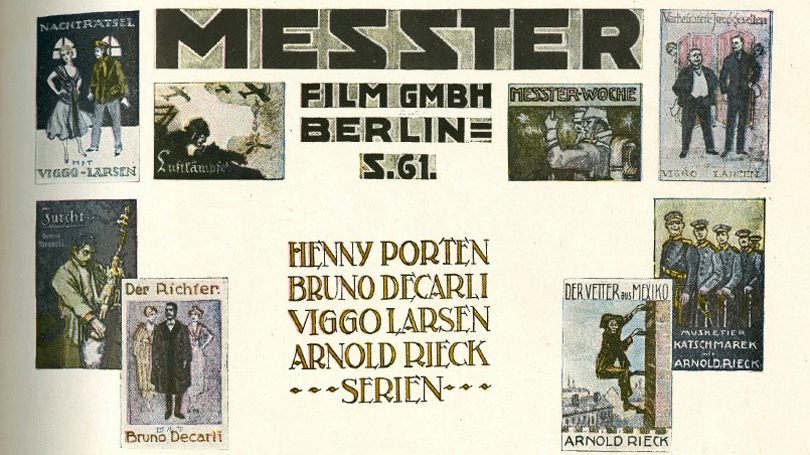 NACHTRÄTSEL
MIT
VIGGO-LARSEN
MESSTER
FILM GMBH
BERLIN
S.61.
Luftkämpfe
MESSTER-WOCHE
VIGGO LARSEN
Furcht...
Bruno
Decarli
Der Richter
Bruno Decarli
HENNY PORTEN
BRUNO DECARLI
VIGGO LARSEN
ARNOLD RIECK
SERIEN
DER VETTER aus MEXIKO
ARNOLD RIECK
MUSKETIER
KATSCHMAREK
mit
ARNOLD RIECK